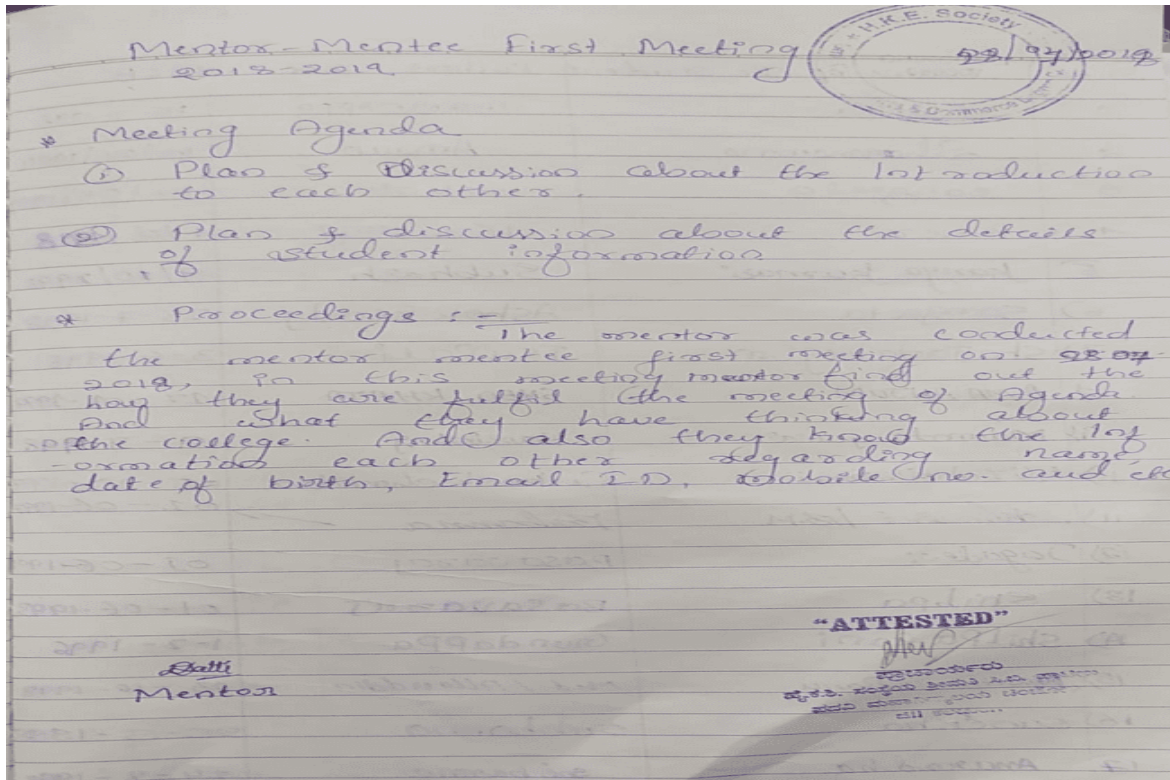 H.K.E. Society
Mentor-Mentee First Meeting
28/07/2018
2018-2019
* Meeting Agenda
① Plan & Discussion about the Introduction
to each other.
② Plan & discussion about the details
of student information
* Proceedings :-
The mentor was conducted
the mentor mentee first meeting on 28 07
2018, in this meeting mentor find out the
how they are fulfil the meeting of Agenda
And what they have thinking about
the college. And also they know the Inf
-ormation each other regarding name,
date of birth, Email ID, mobile no. and etc
"ATTESTED"
Mentor